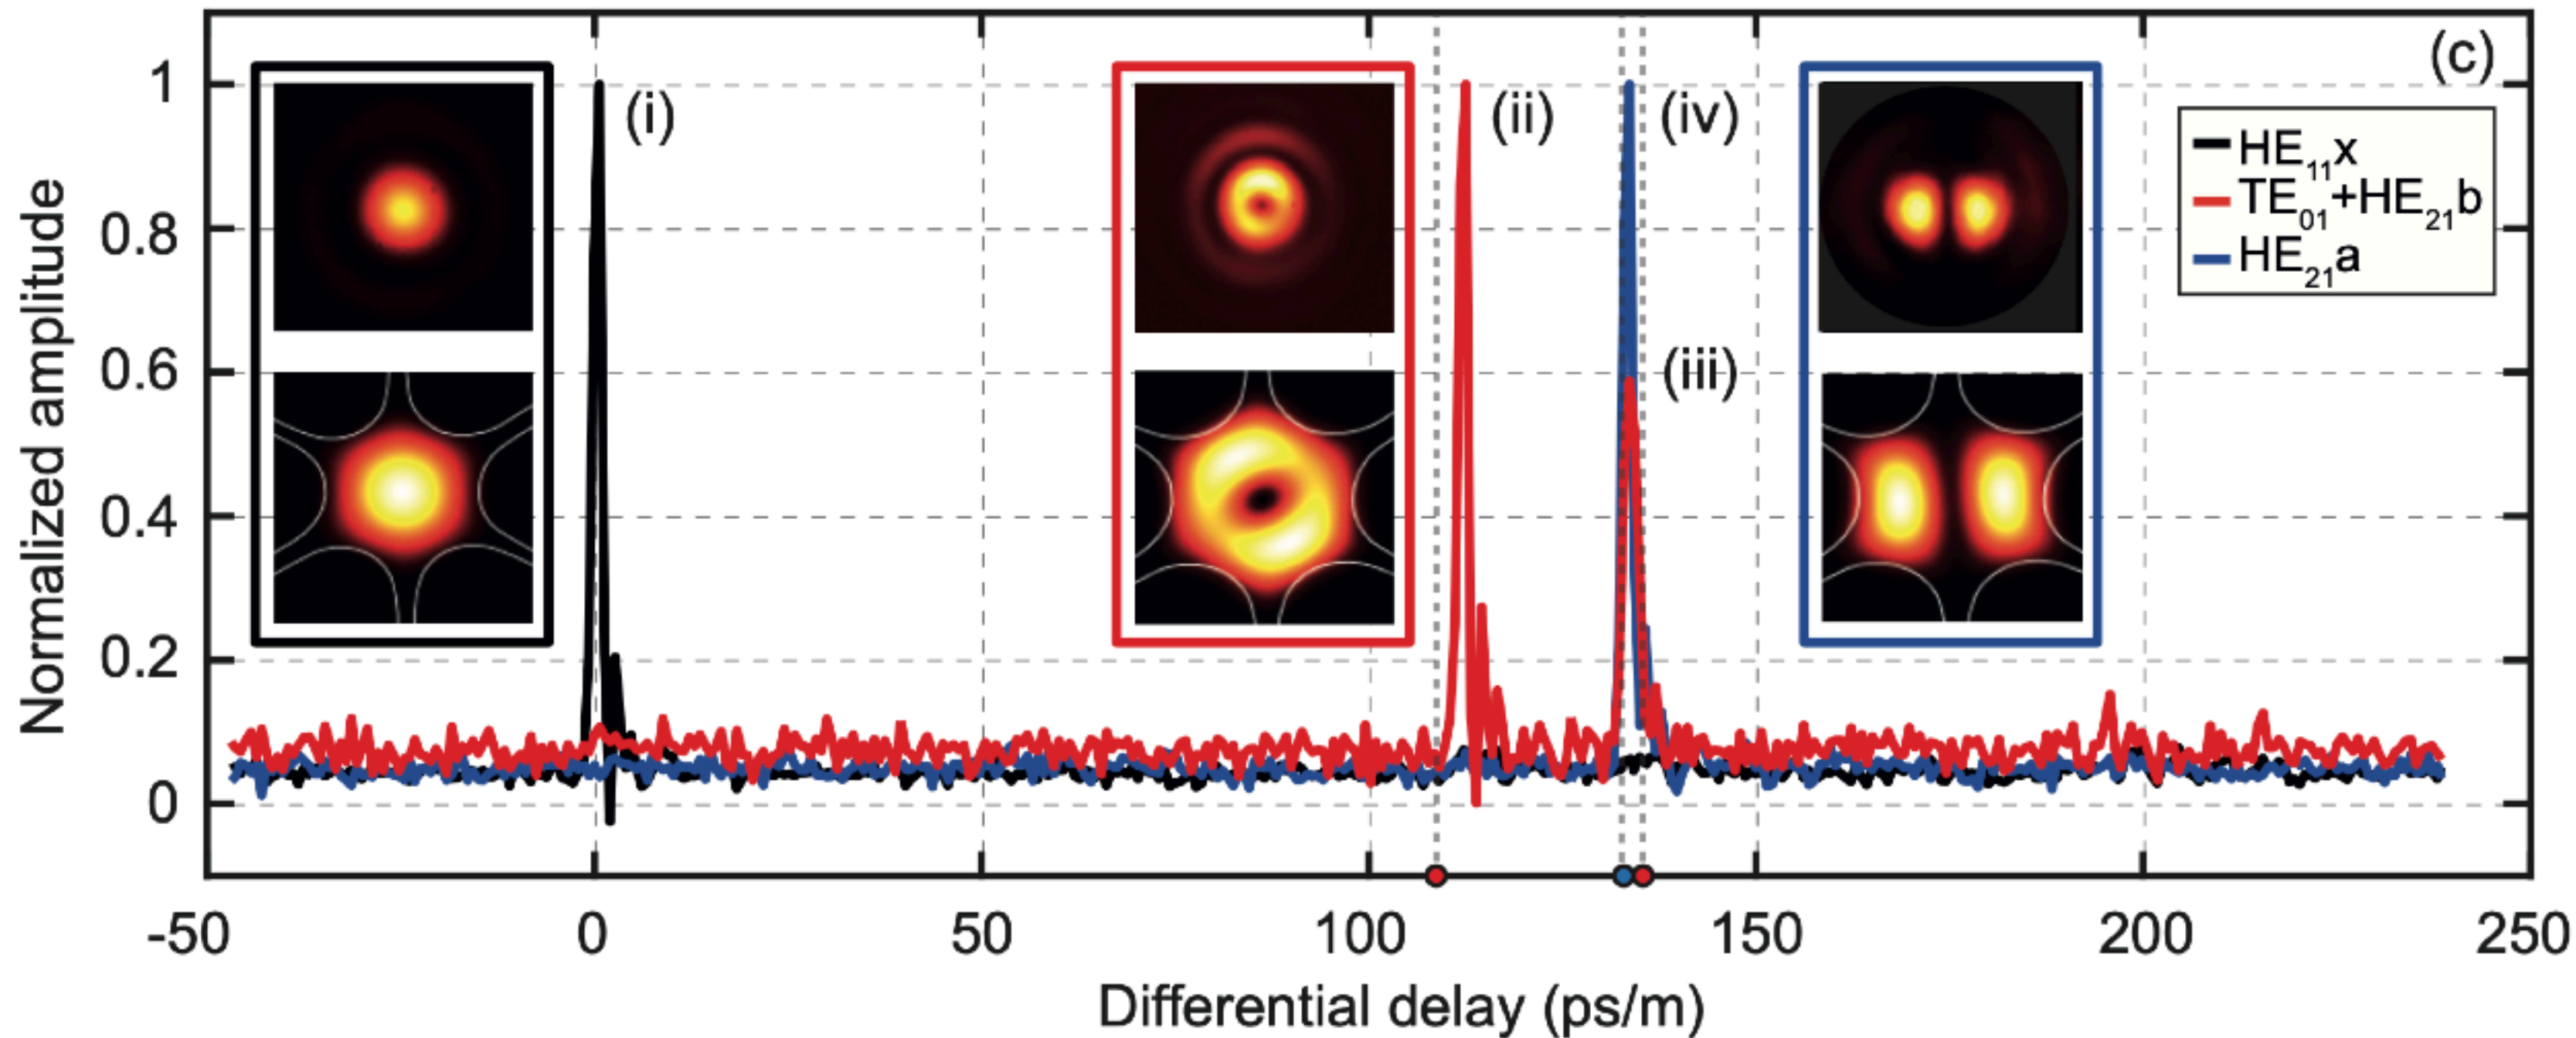 (c)
1
0.8
0.6
0.4
0.2
0
Normalized amplitude
(i)
(ii)
(iv)
(iii)
HE11x
TE01+HE21b
HE21a
-50 0 50 100 150 200 250
Differential delay (ps/m)